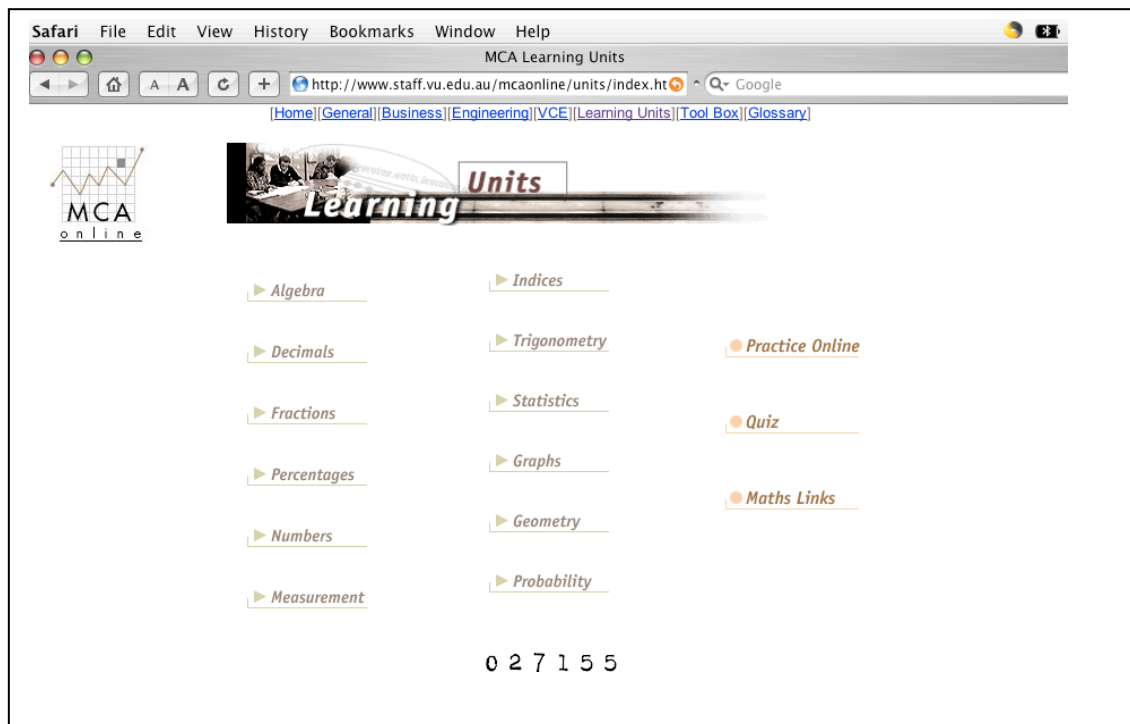 Safari File Edit View History Bookmarks Window Help
MCA Learning Units
A A C + http://www.staff.vu.edu.au/mcaonline/units/index.ht Google
[Home][General][Business][Engineering][VCE][Learning Units][Tool Box][Glossary]
MCA
online
Learning Units
Algebra
Decimals
Fractions
Percentages
Numbers
Measurement
Indices
Trigonometry
Statistics
Graphs
Geometry
Probability
Practice Online
Quiz
Maths Links
027155